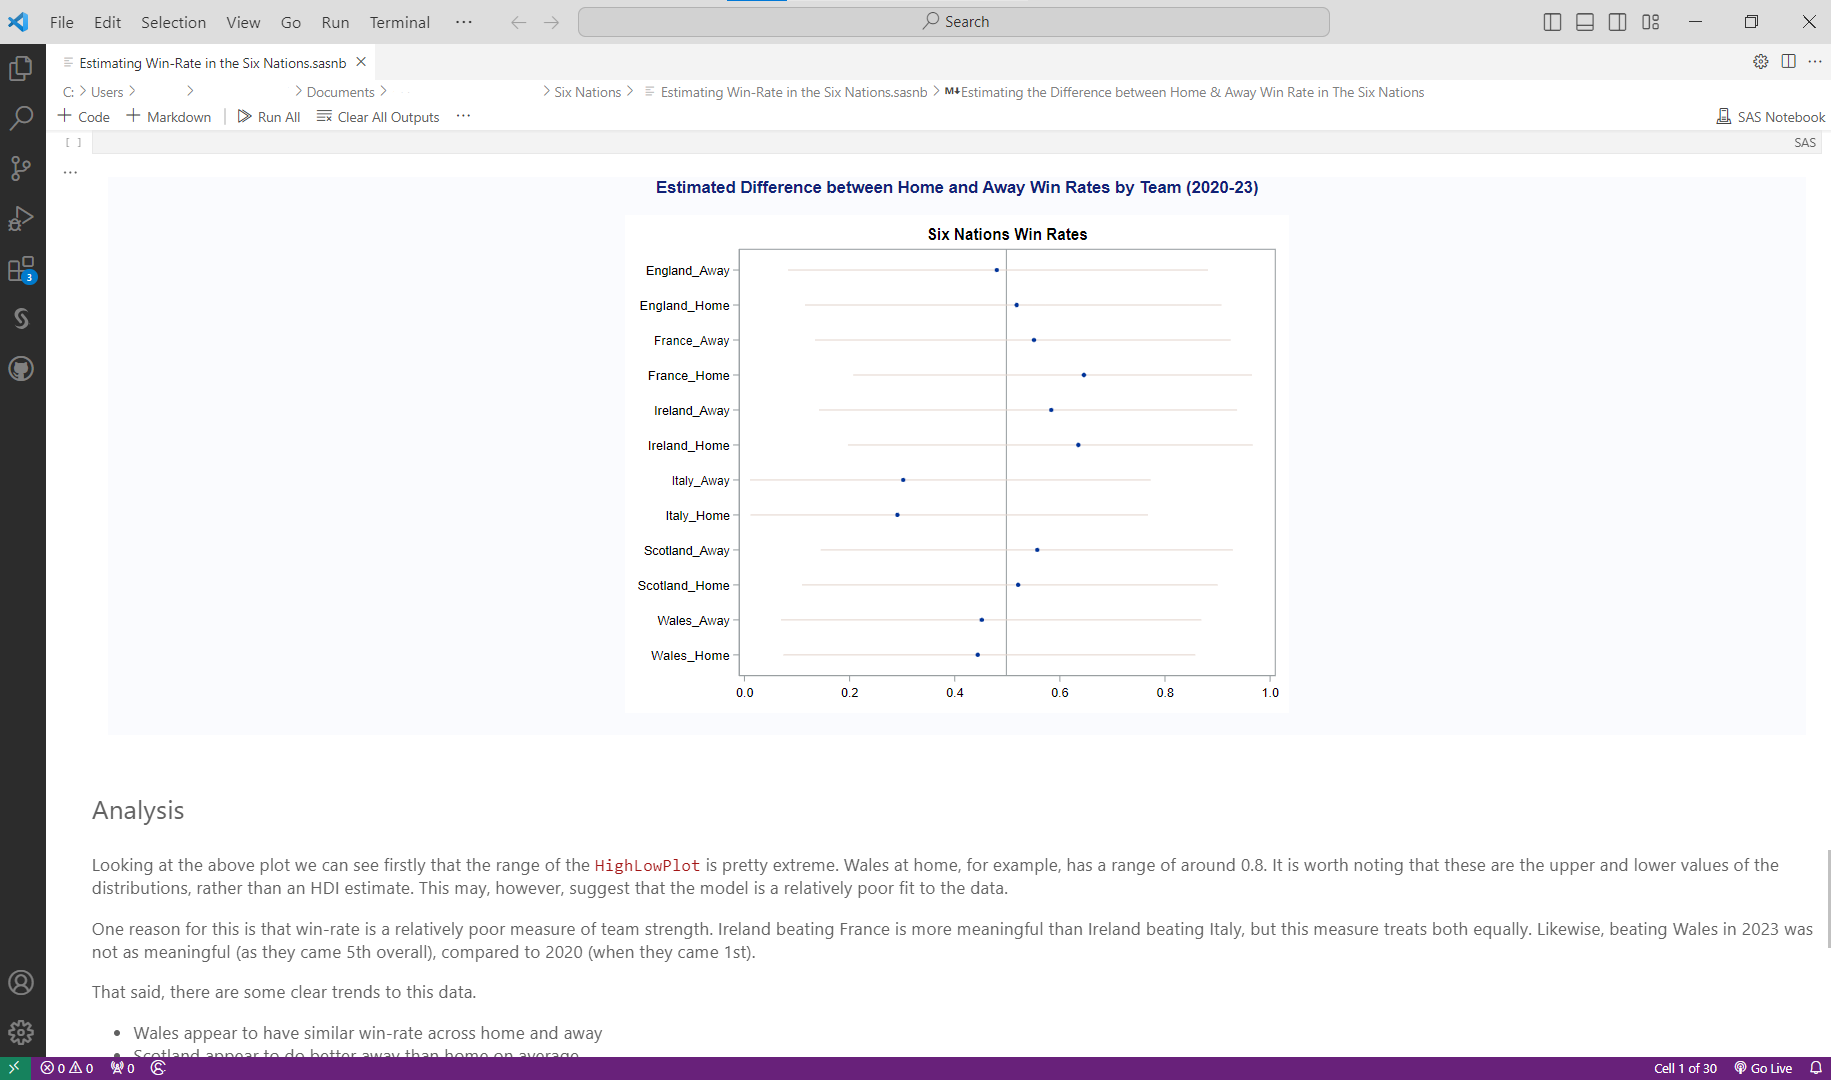 File Edit Selection View Go Run Terminal ··· Search
Estimating Win-Rate in the Six Nations.sasnb
C: > Users > > Documents > > Six Nations > Estimating Win-Rate in the Six Nations.sasnb > M↓Estimating the Difference between Home & Away Win Rate in The Six Nations
+ Code + Markdown Run All Clear All Outputs ··· SAS Notebook
[ ] SAS
...
Estimated Difference between Home and Away Win Rates by Team (2020-23)
Six Nations Win Rates
England_Away
England_Home
France_Away
France_Home
Ireland_Away
Ireland_Home
Italy_Away
Italy_Home
Scotland_Away
Scotland_Home
Wales_Away
Wales_Home
0.0 0.2 0.4 0.6 0.8 1.0
3
Analysis
Looking at the above plot we can see firstly that the range of the HighLowPlot is pretty extreme. Wales at home, for example, has a range of around 0.8. It is worth noting that these are the upper and lower values of the
distributions, rather than an HDI estimate. This may, however, suggest that the model is a relatively poor fit to the data.
One reason for this is that win-rate is a relatively poor measure of team strength. Ireland beating France is more meaningful than Ireland beating Italy, but this measure treats both equally. Likewise, beating Wales in 2023 was
not as meaningful (as they came 5th overall), compared to 2020 (when they came 1st).
That said, there are some clear trends to this data.
• Wales appear to have similar win-rate across home and away
• Scotland appear to do better away than home on average
0 0 0 Cell 1 of 30 Go Live